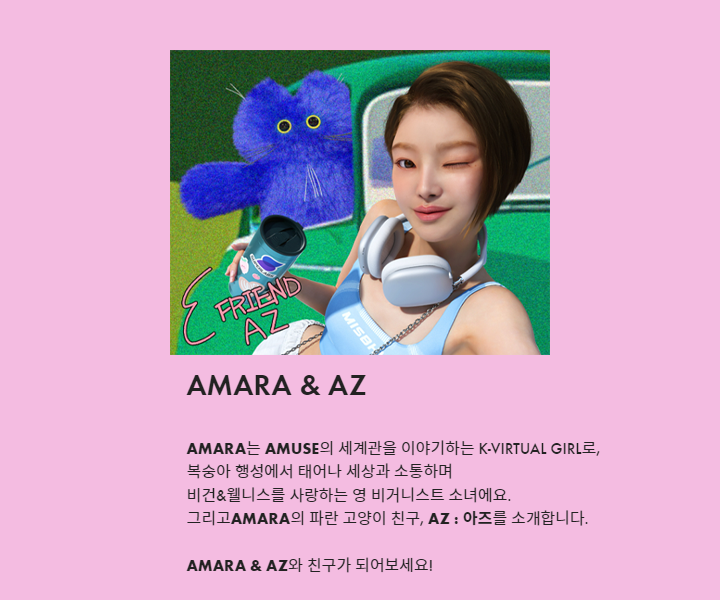 FRIEND
AZ
MISBH
AMARA & AZ
AMARA는 AMUSE의 세계관을 이야기하는 K-VIRTUAL GIRL로,
복숭아 행성에서 태어나 세상과 소통하며
비건&웰니스를 사랑하는 영 비거니스트 소녀에요.
그리고AMARA의 파란 고양이 친구, AZ : 아즈를 소개합니다.
AMARA & AZ와 친구가 되어보세요!